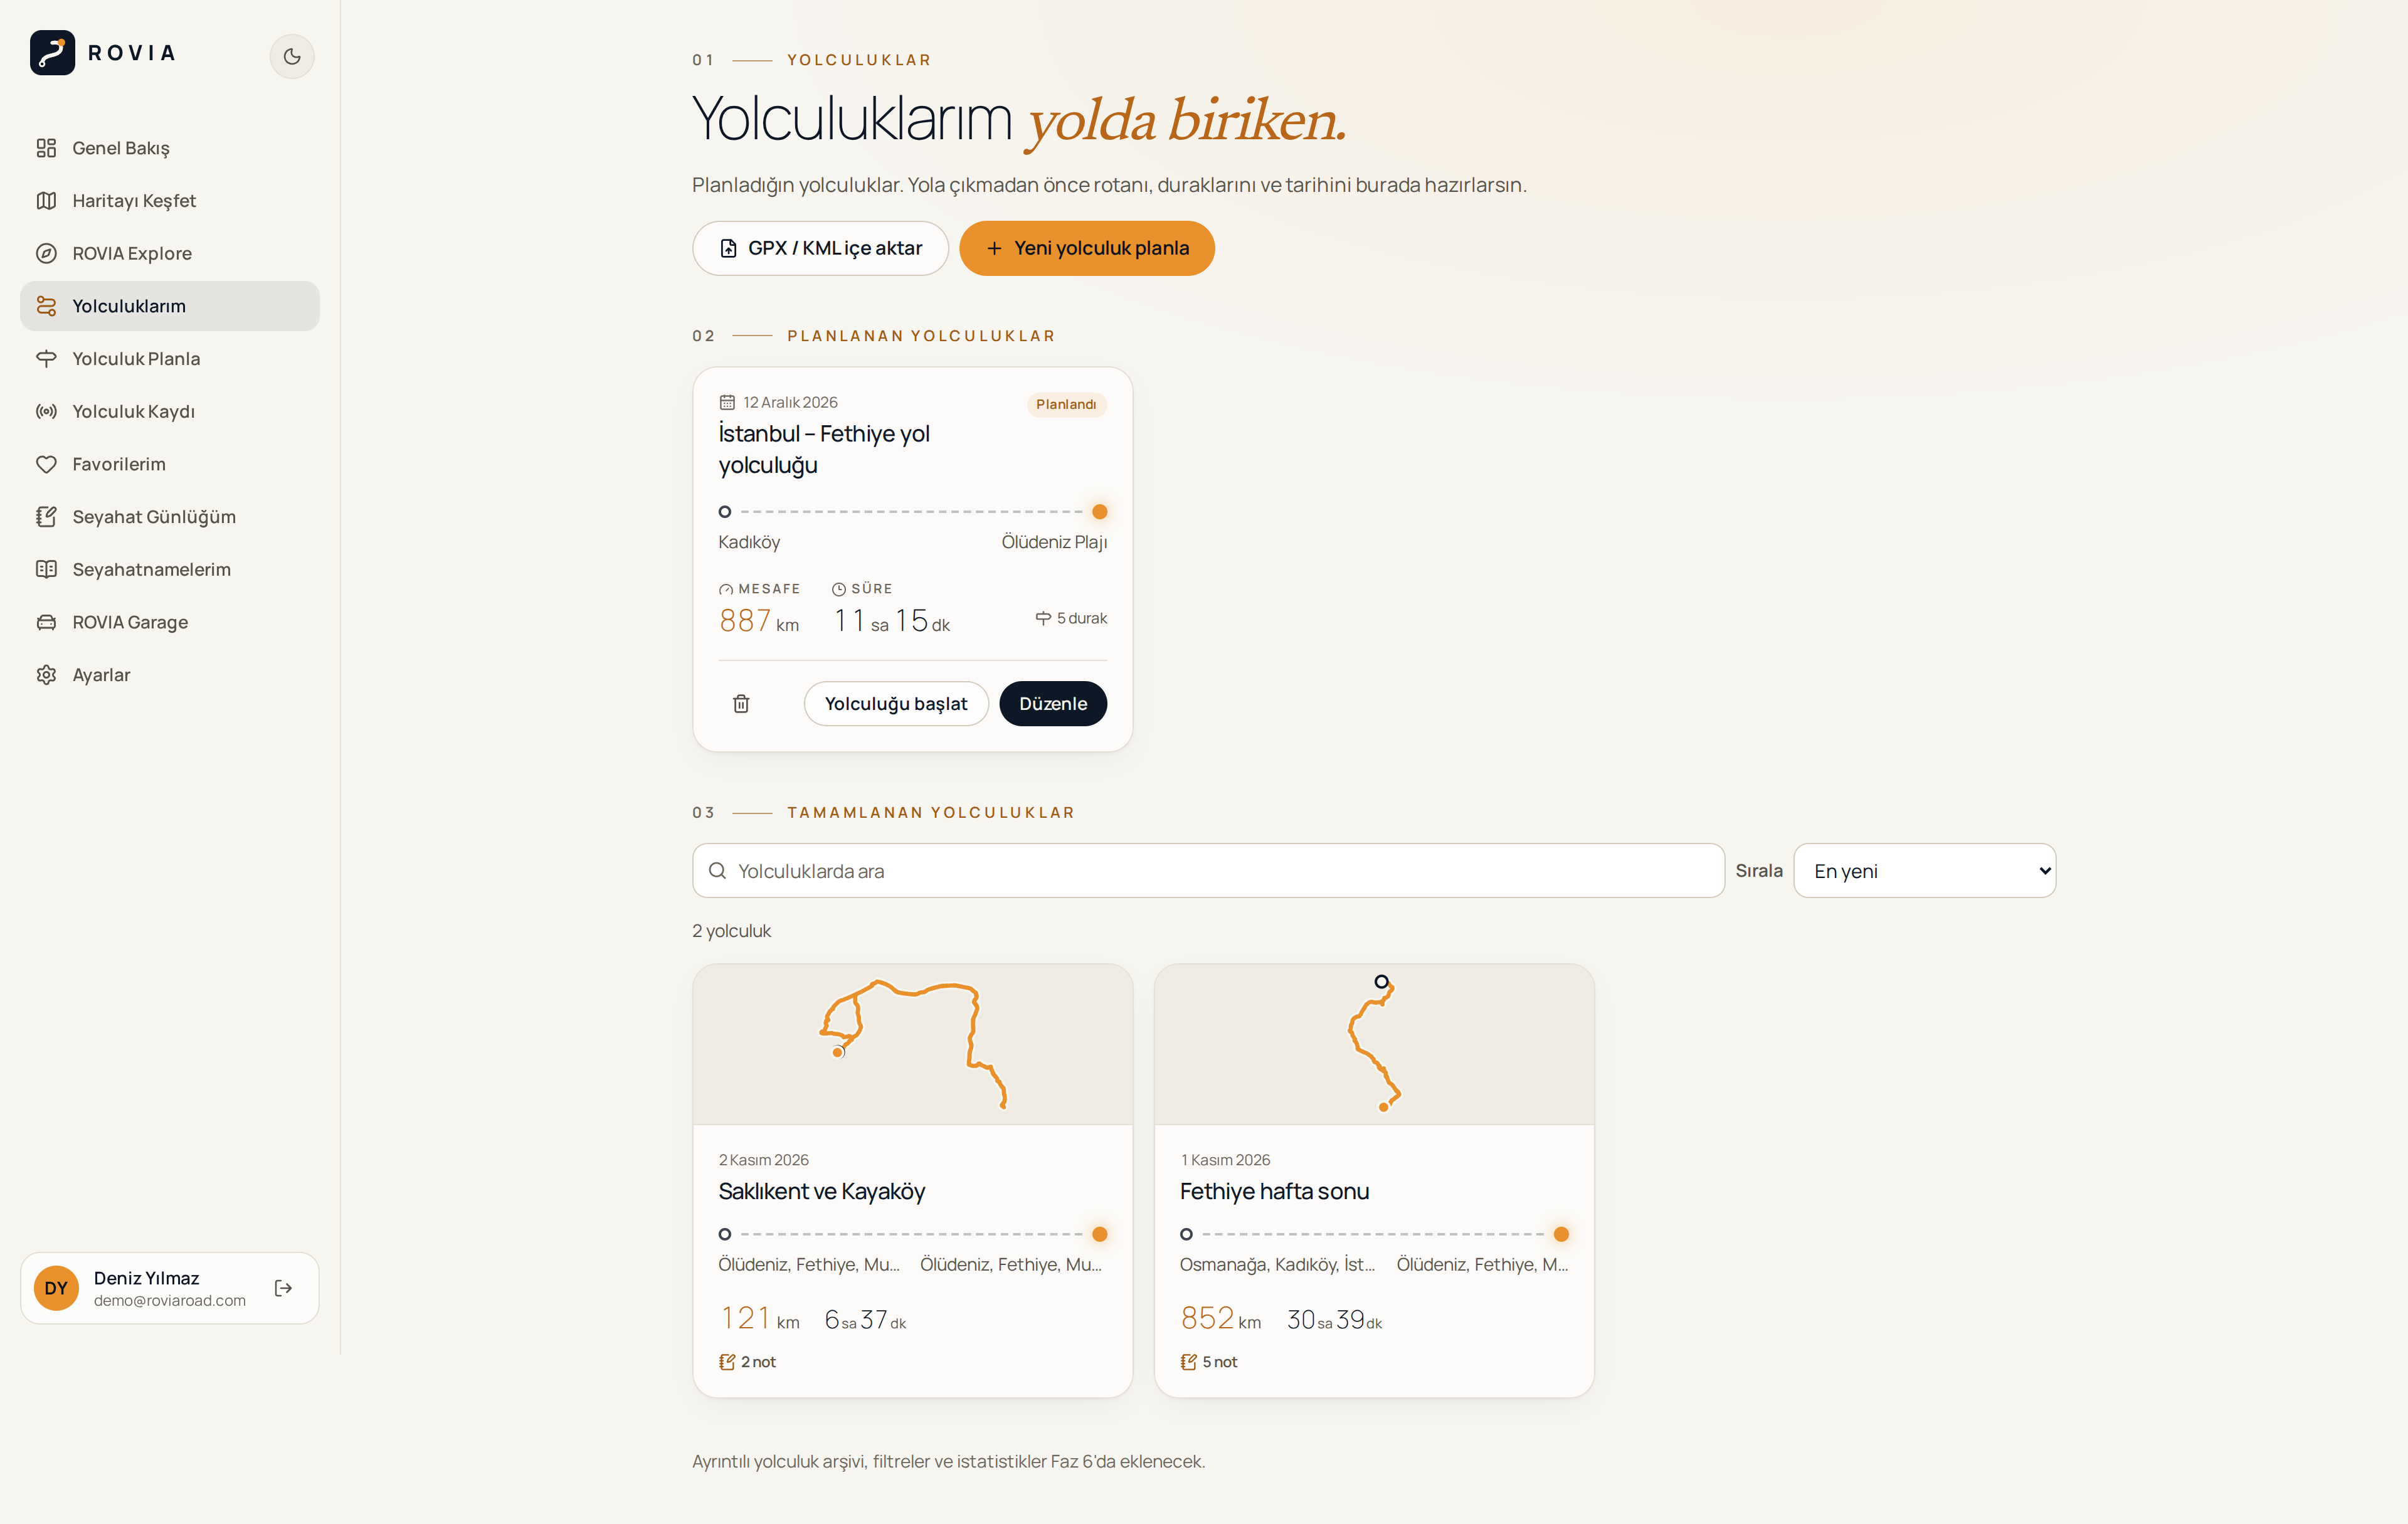 ROVIA
Genel Bakış
Haritayı Keşfet
ROVIA Explore
Yolculuklarım
Yolculuk Planla
Yolculuk Kaydı
Favorilerim
Seyahat Günlüğüm
Seyahatnamelerim
ROVIA Garage
Ayarlar
DY
Deniz Yılmaz
demo@roviaroad.com
01 YOLCULUKLAR
Yolculuklarım yolda biriken.
Planladığın yolculuklar. Yola çıkmadan önce rotanı, duraklarını ve tarihini burada hazırlarsın.
GPX / KML içe aktar
Yeni yolculuk planla
02 PLANLANAN YOLCULUKLAR
12 Aralık 2026
Planlandı
İstanbul – Fethiye yol
yolculuğu
Kadıköy Ölüdeniz Plajı
MESAFE SÜRE
887 km 11 sa 15 dk 5 durak
Yolculuğu başlat Düzenle
03 TAMAMLANAN YOLCULUKLAR
Yolculuklarda ara Sırala En yeni
2 yolculuk
2 Kasım 2026
Saklıkent ve Kayaköy
Ölüdeniz, Fethiye, Mu... Ölüdeniz, Fethiye, Mu...
121 km 6 sa 37 dk
2 not
1 Kasım 2026
Fethiye hafta sonu
Osmanağa, Kadıköy, İst... Ölüdeniz, Fethiye, M...
852 km 30 sa 39 dk
5 not
Ayrıntılı yolculuk arşivi, filtreler ve istatistikler Faz 6'da eklenecek.